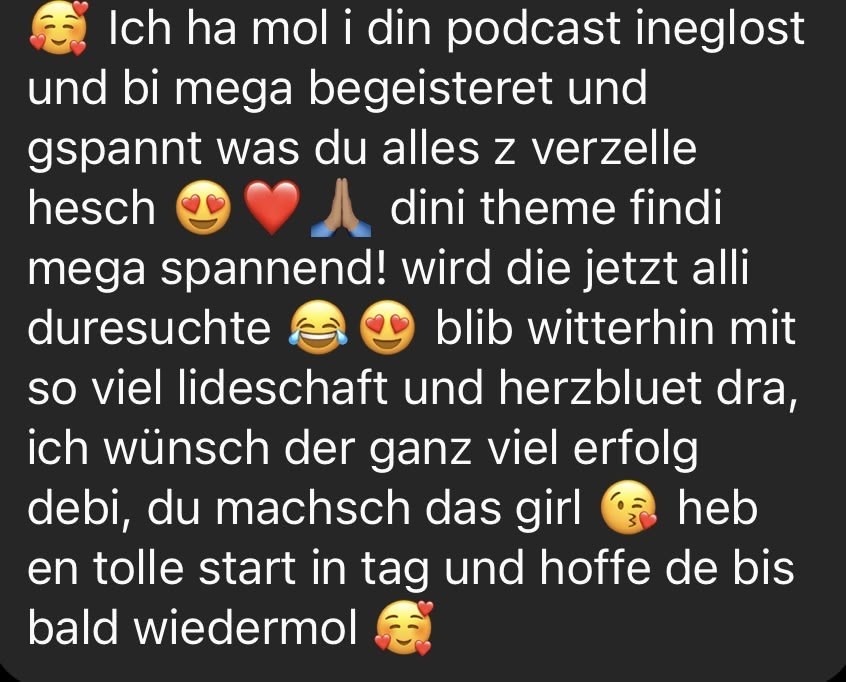 🥰 Ich ha mol i din podcast ineglost
und bi mega begeisteret und
gspannt was du alles z verzelle
hesch 😍❤️🙏🏽 dini theme findi
mega spannend! wird die jetzt alli
duresuchte 😂😍 blib witterhin mit
so viel lideschaft und herzbluet dra,
ich wünsch der ganz viel erfolg
debi, du machsch das girl 😘 heb
en tolle start in tag und hoffe de bis
bald wiedermol 🥰